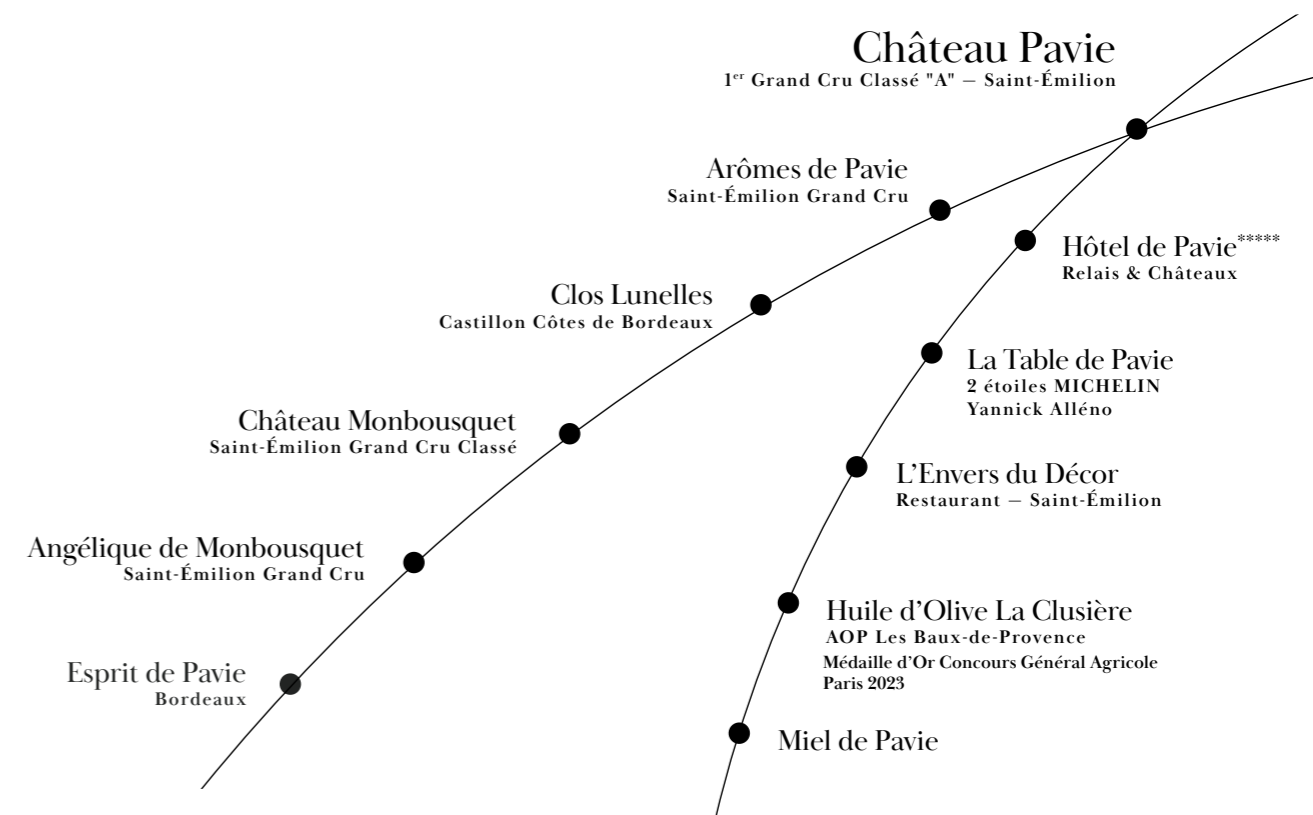 Château Pavie
1er Grand Cru Classé "A" — Saint-Émilion
Arômes de Pavie
Saint-Émilion Grand Cru
Hôtel de Pavie*****
Relais & Châteaux
Clos Lunelles
Castillon Côtes de Bordeaux
La Table de Pavie
2 étoiles MICHELIN
Yannick Alléno
Château Monbousquet
Saint-Émilion Grand Cru Classé
L’Envers du Décor
Restaurant — Saint-Émilion
Angélique de Monbousquet
Saint-Émilion Grand Cru
Huile d’Olive La Clusière
AOP Les Baux-de-Provence
Médaille d’Or Concours Général Agricole
Paris 2023
Esprit de Pavie
Bordeaux
Miel de Pavie